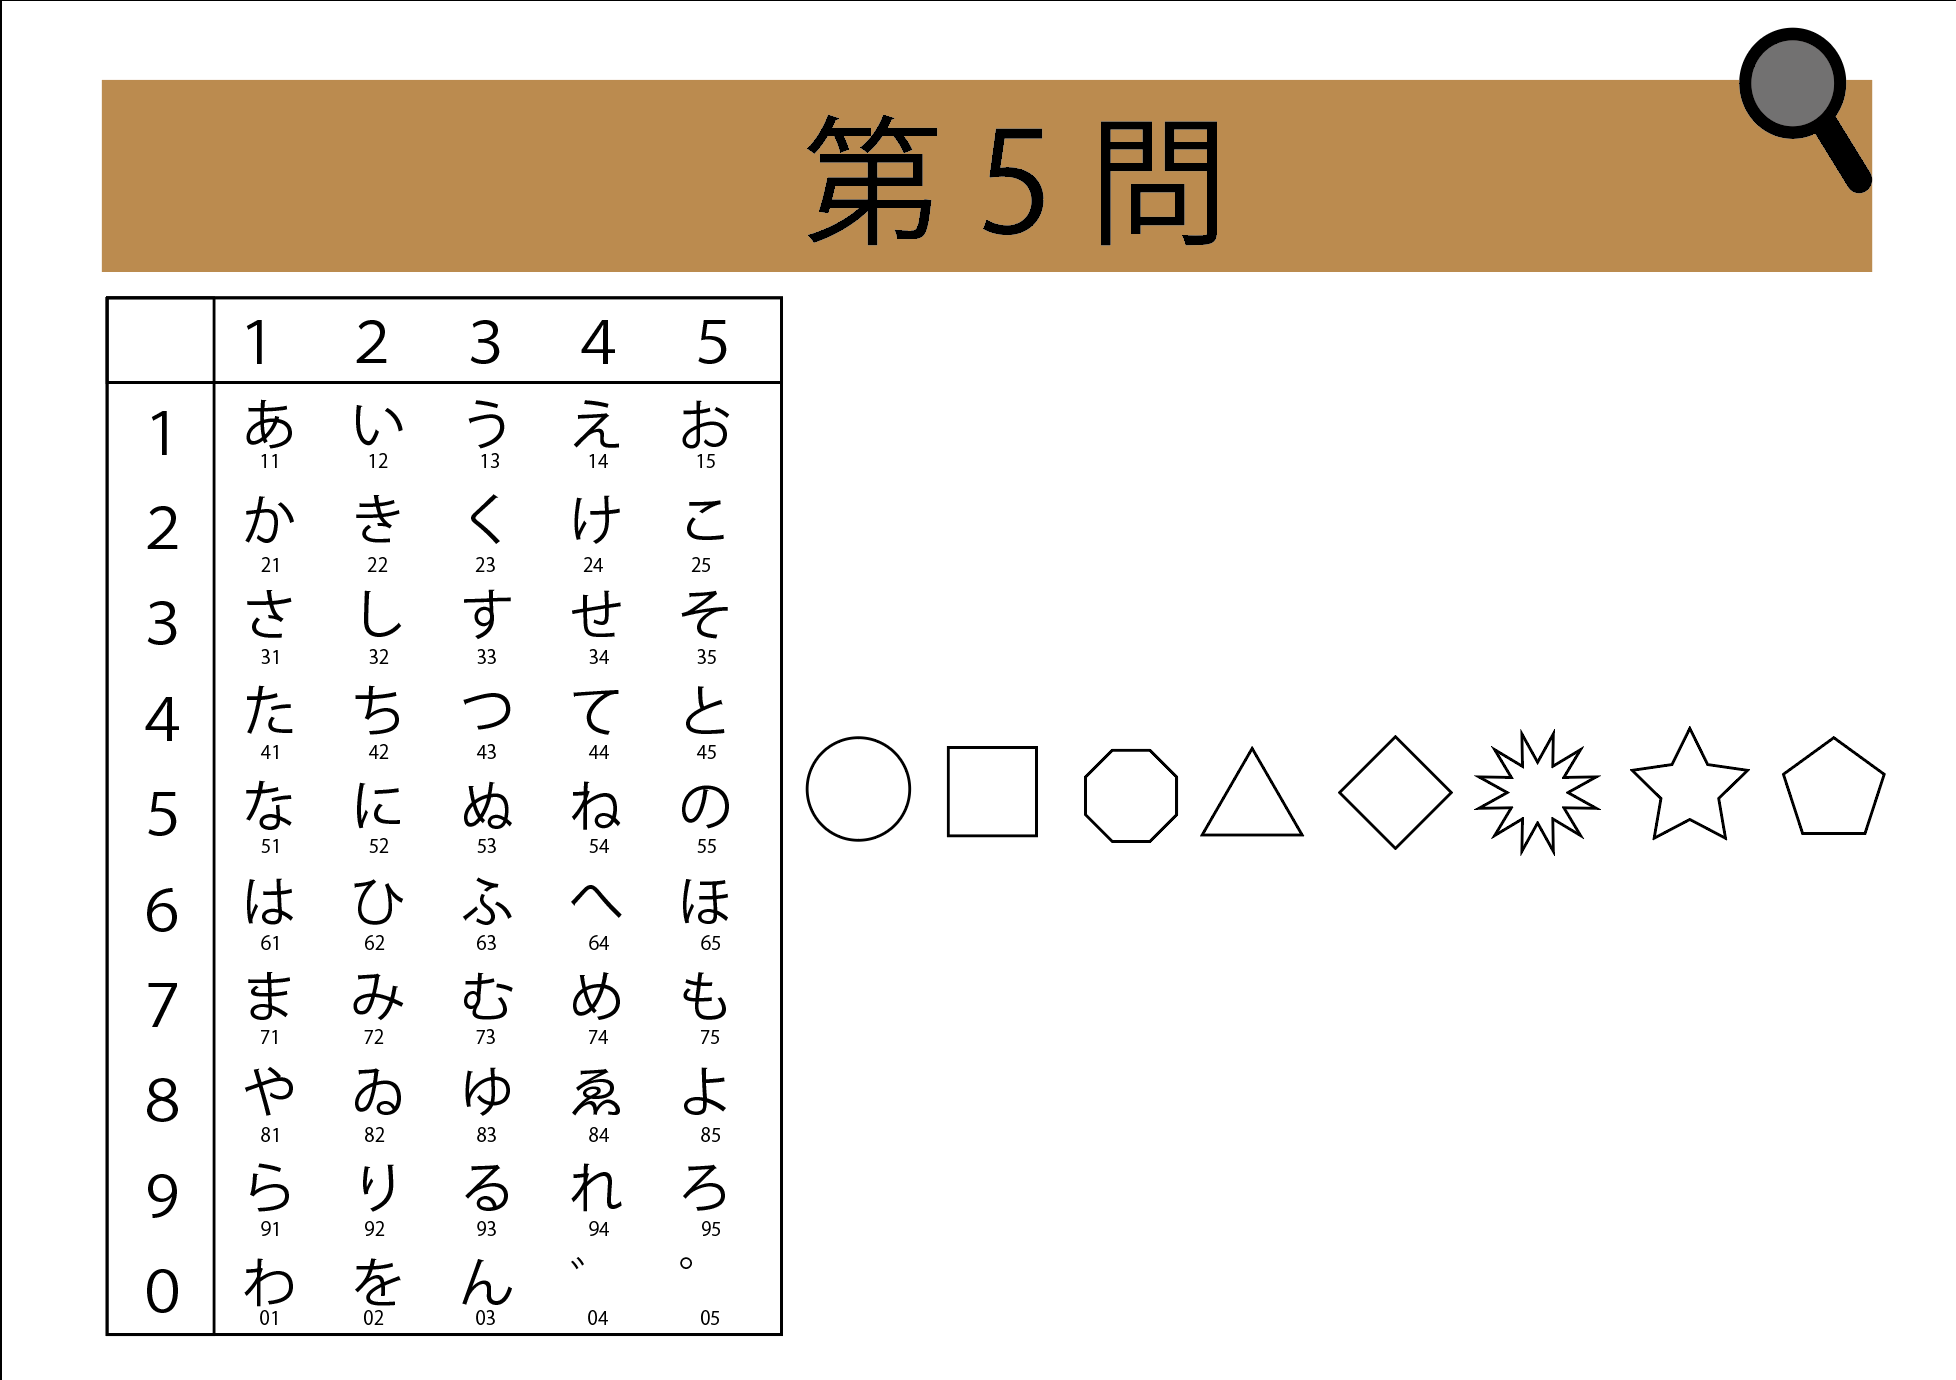 第5問
1 2 3 4 5
1 あ い う え お
11 12 13 14 15
2 か き く け こ
21 22 23 24 25
3 さ し す せ そ
31 32 33 34 35
4 た ち つ て と
41 42 43 44 45
5 な に ぬ ね の
51 52 53 54 55
6 は ひ ふ へ ほ
61 62 63 64 65
7 ま み む め も
71 72 73 74 75
8 や ゐ ゆ ゑ よ
81 82 83 84 85
9 ら り る れ ろ
91 92 93 94 95
0 わ を ん ゛ ゜
01 02 03 04 05